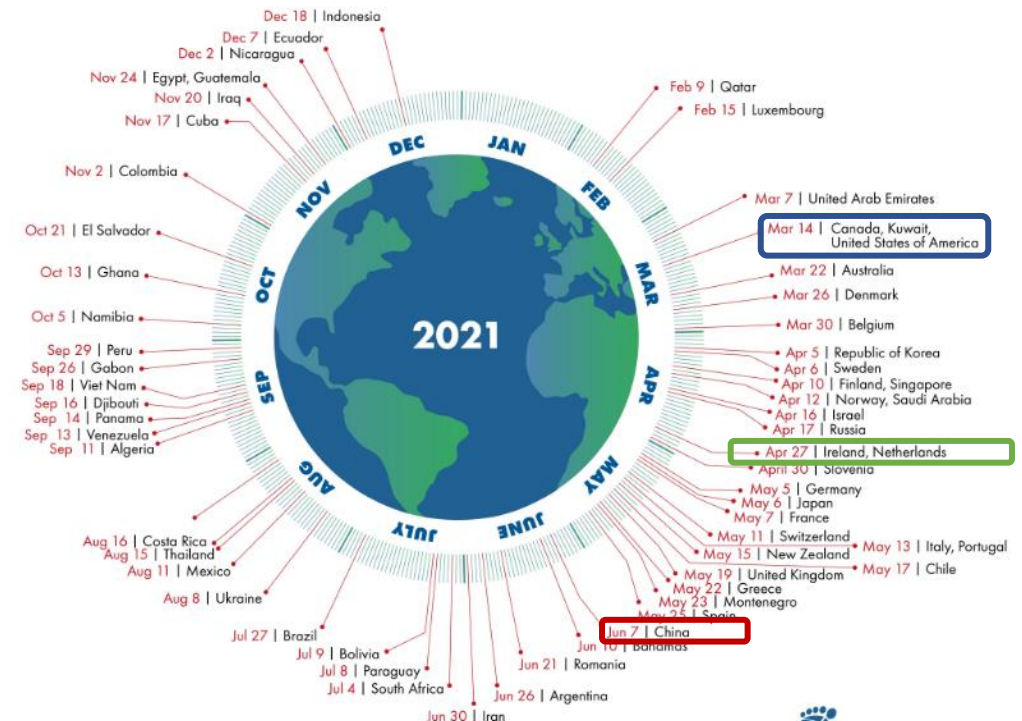 Dec 18 | Indonesia
Dec 7 | Ecuador
Dec 2 | Nicaragua
Nov 24 | Egypt, Guatemala
Nov 20 | Iraq
Nov 17 | Cuba
Nov 2 | Colombia
Oct 21 | El Salvador
Oct 13 | Ghana
Oct 5 | Namibia
Sep 29 | Peru
Sep 26 | Gabon
Sep 18 | Viet Nam
Sep 16 | Djibouti
Sep 14 | Panama
Sep 13 | Venezuela
Sep 11 | Algeria
Aug 16 | Costa Rica
Aug 15 | Thailand
Aug 11 | Mexico
Aug 8 | Ukraine
Jul 27 | Brazil
Jul 9 | Bolivia
Jul 8 | Paraguay
Jul 4 | South Africa
Jun 30 | Iran
Feb 9 | Qatar
Feb 15 | Luxembourg
Mar 7 | United Arab Emirates
Mar 14 | Canada, Kuwait,
United States of America
Mar 22 | Australia
Mar 26 | Denmark
Mar 30 | Belgium
Apr 5 | Republic of Korea
Apr 6 | Sweden
Apr 10 | Finland, Singapore
Apr 12 | Norway, Saudi Arabia
Apr 16 | Israel
Apr 17 | Russia
Apr 27 | Ireland, Netherlands
April 30 | Slovenia
May 5 | Germany
May 6 | Japan
May 7 | France
May 11 | Switzerland
May 13 | Italy, Portugal
May 15 | New Zealand
May 17 | Chile
May 19 | United Kingdom
May 22 | Greece
May 23 | Montenegro
May 25 | Spain
Jun 7 | China
Jun 10 | Bahamas
Jun 21 | Romania
Jun 26 | Argentina
JAN
FEB
MAR
APR
MAY
JUNE
JULY
AUG
SEP
OCT
NOV
DEC
2021